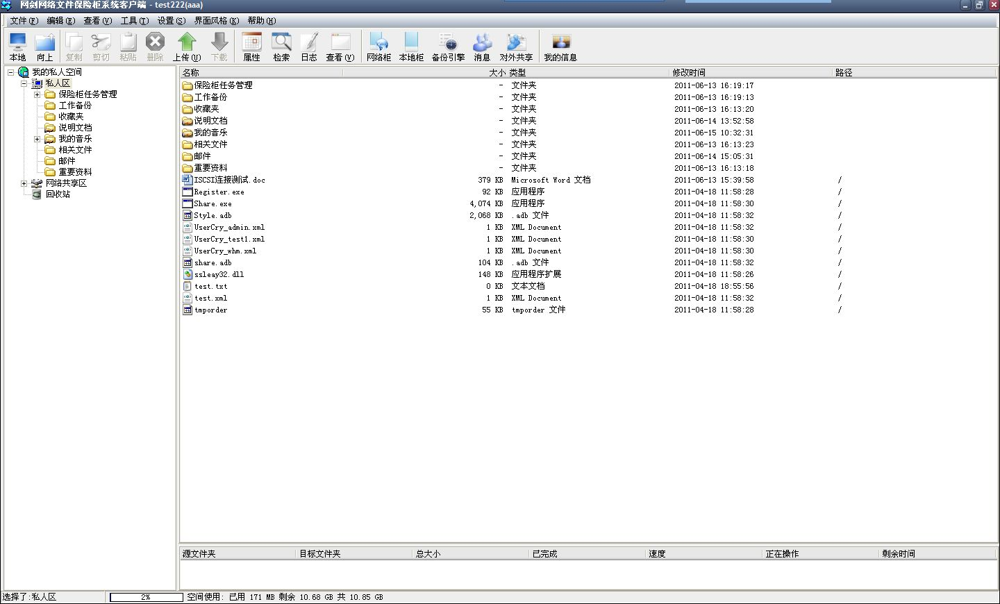 网剑网络文件保险柜系统客户端 - test222(aaa)
文件(F) 编辑(E) 查看(V) 工具(T) 设置(S) 界面风格(K) 帮助(H)
本地 向上 复制 剪切 粘贴 删除 上传(U) 下载 属性 检索 日志 查看(V) 网络柜 本地柜 备份引擎 消息 对外共享 我的信息
我的私人空间
私人区
保险柜任务管理
工作备份
收藏夹
说明文档
我的音乐
相关文件
邮件
重要资料
网络共享区
回收站
名称 大小 类型 修改时间 路径
保险柜任务管理 - 文件夹 2011-06-13 16:19:17
工作备份 - 文件夹 2011-06-13 16:19:13
收藏夹 - 文件夹 2011-06-13 16:13:20
说明文档 - 文件夹 2011-06-14 13:52:58
我的音乐 - 文件夹 2011-06-15 10:32:31
相关文件 - 文件夹 2011-06-13 16:13:23
邮件 - 文件夹 2011-06-14 15:05:31
重要资料 - 文件夹 2011-06-13 16:13:18
ISCSI连接测试.doc 379 KB Microsoft Word 文档 2011-06-13 15:39:58 /
Register.exe 92 KB 应用程序 2011-04-18 11:58:28 /
Share.exe 4,074 KB 应用程序 2011-04-18 11:58:30 /
Style.adb 2,068 KB .adb 文件 2011-04-18 11:58:32 /
UserCry_admin.xml 1 KB XML Document 2011-04-18 11:58:32 /
UserCry_test1.xml 1 KB XML Document 2011-04-18 11:58:30 /
UserCry_whm.xml 1 KB XML Document 2011-04-18 11:58:30 /
share.adb 104 KB .adb 文件 2011-04-18 11:58:32 /
ssleay32.dll 148 KB 应用程序扩展 2011-04-18 11:58:26 /
test.txt 0 KB 文本文档 2011-04-18 18:55:56 /
test.xml 1 KB XML Document 2011-04-18 11:58:32 /
tmporder 55 KB tmporder 文件 2011-04-18 11:58:28 /
源文件夹 目标文件夹 总大小 已完成 速度 正在操作 剩余时间
选择了:私人区 2% 空间使用: 已用 171 MB 剩余 10.68 GB 共 10.85 GB